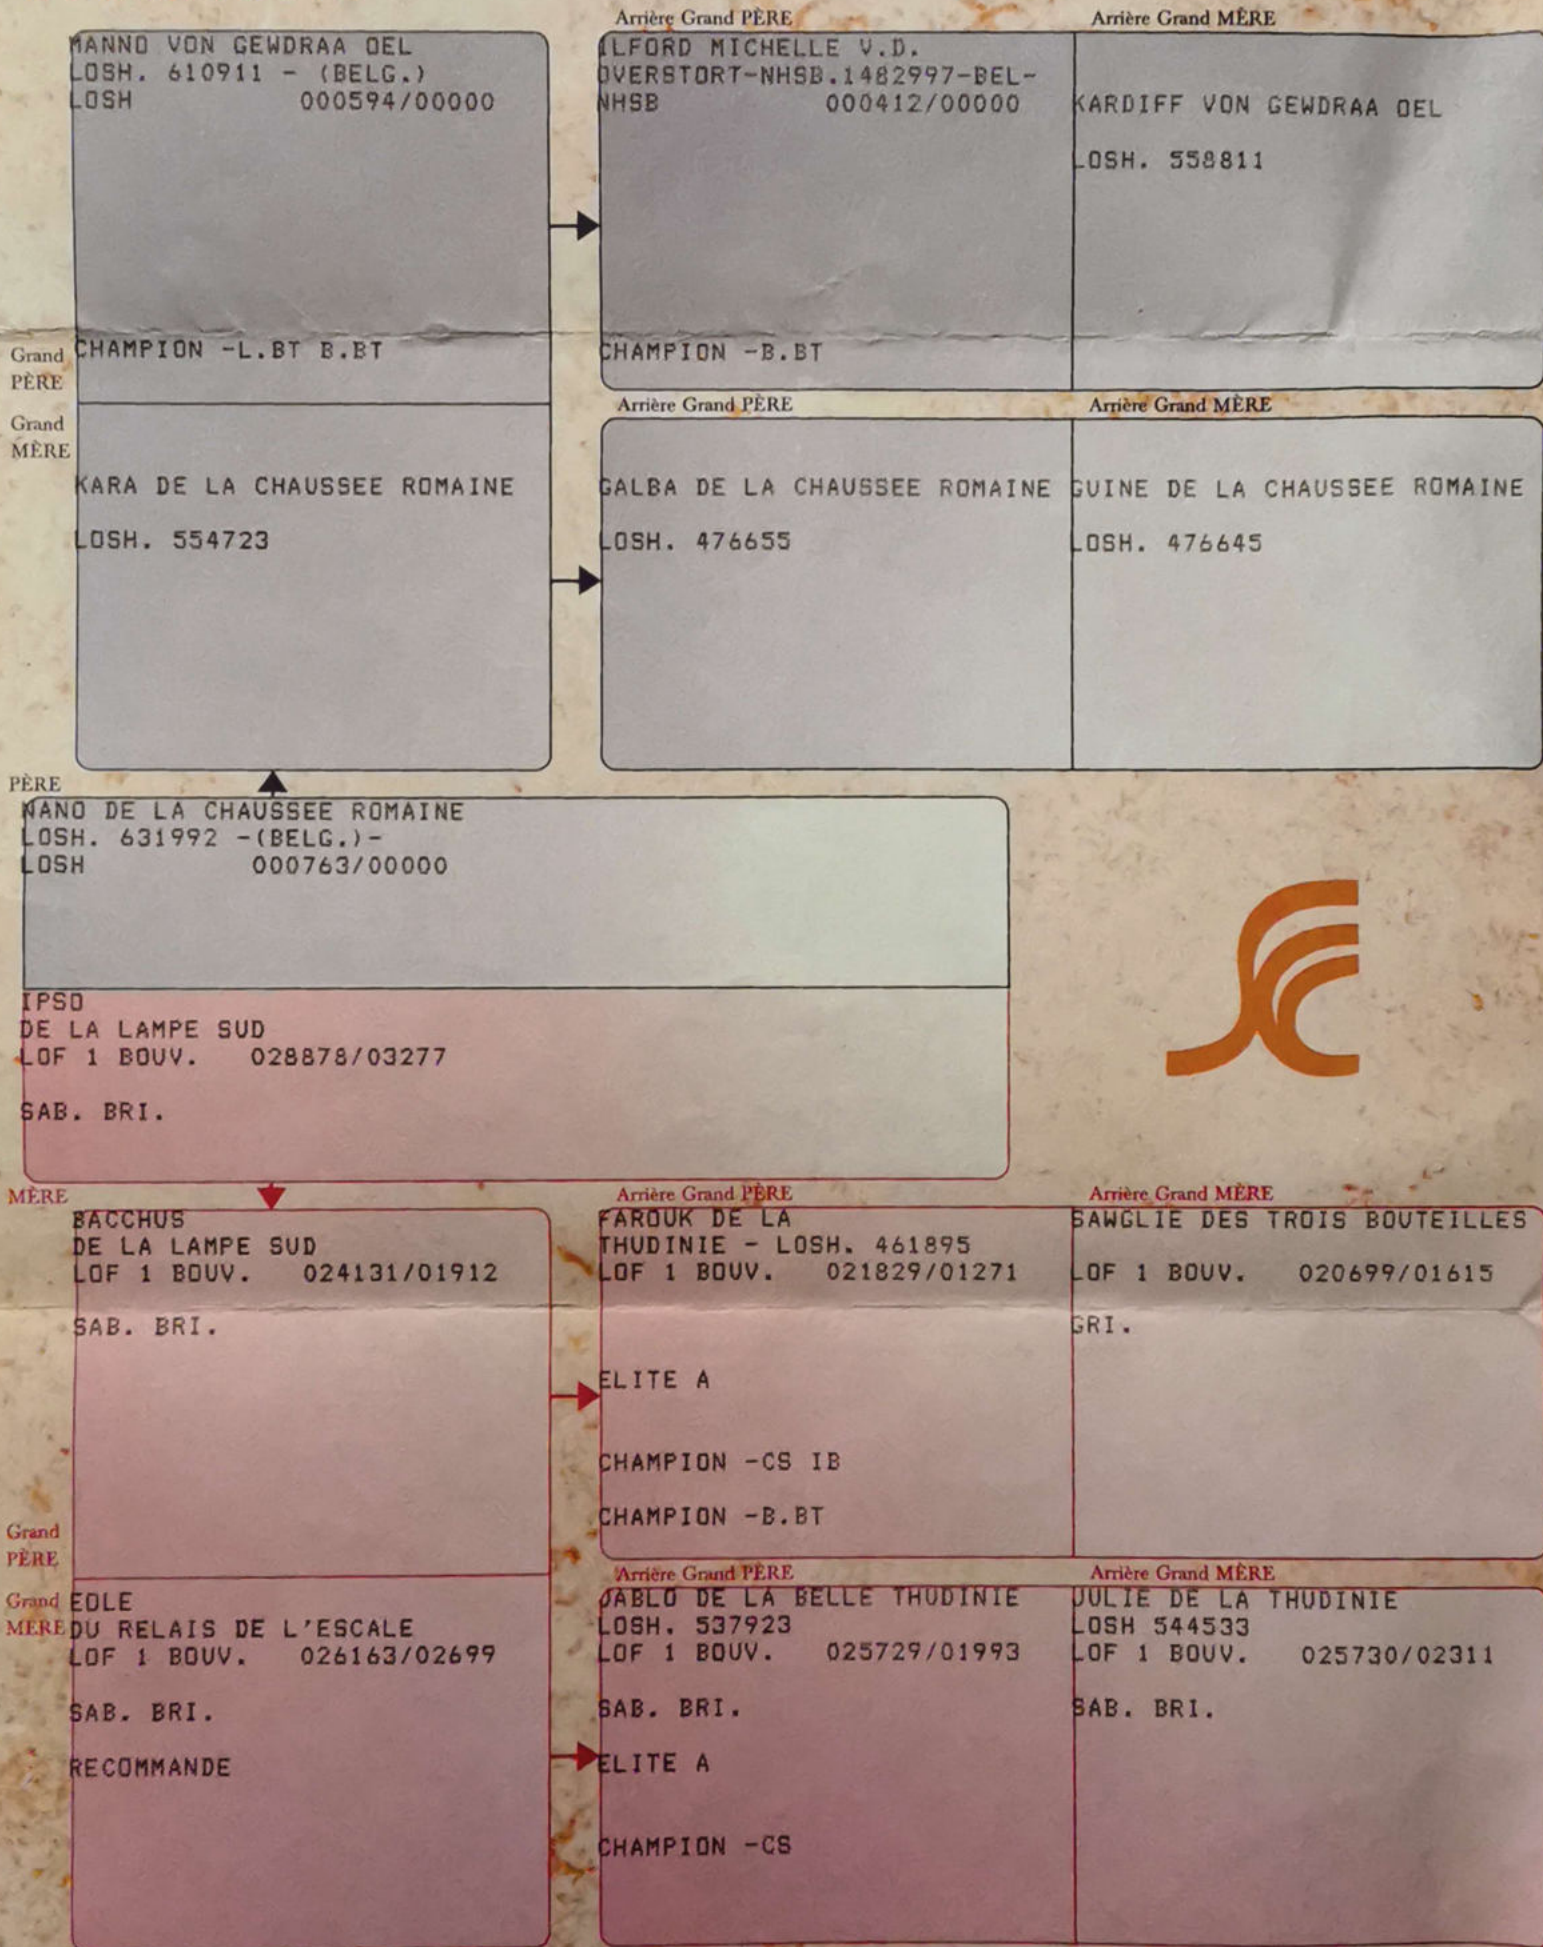 Arrière Grand PÈRE
Arrière Grand MÈRE
MANNO VON GEWDRAA OEL
LOSH. 610911 - (BELG.)
LOSH 000594/00000
CHAMPION -L.BT B.BT
Grand
PÈRE
ILFORD MICHELLE V.D.
OVERSTORT-NHSB.1482997-BEL-
NHSB 000412/00000
CHAMPION -B.BT
KARDIFF VON GEWDRAA OEL
LOSH. 558811
Grand
MÈRE
KARA DE LA CHAUSSEE ROMAINE
LOSH. 554723
Arrière Grand PÈRE
Arrière Grand MÈRE
GALBA DE LA CHAUSSEE ROMAINE
LOSH. 476655
GUINE DE LA CHAUSSEE ROMAINE
LOSH. 476645
PÈRE
NANO DE LA CHAUSSEE ROMAINE
LOSH. 631992 -(BELG.)-
LOSH 000763/00000
IPSO
DE LA LAMPE SUD
LOF 1 BOUV. 028878/03277
SAB. BRI.
MÈRE
Arrière Grand PÈRE
Arrière Grand MÈRE
BACCHUS
DE LA LAMPE SUD
LOF 1 BOUV. 024131/01912
SAB. BRI.
Grand
PÈRE
FAROUK DE LA
THUDINIE - LOSH. 461895
LOF 1 BOUV. 021829/01271
ELITE A
CHAMPION -CS IB
CHAMPION -B.BT
SAWGLIE DES TROIS BOUTEILLES
LOF 1 BOUV. 020699/01615
GRI.
Arrière Grand PÈRE
Arrière Grand MÈRE
Grand
MÈRE
EOLE
DU RELAIS DE L'ESCALE
LOF 1 BOUV. 026163/02699
SAB. BRI.
RECOMMANDE
JABLO DE LA BELLE THUDINIE
LOSH. 537923
LOF 1 BOUV. 025729/01993
SAB. BRI.
ELITE A
CHAMPION -CS
JULIE DE LA THUDINIE
LOSH 544533
LOF 1 BOUV. 025730/02311
SAB. BRI.